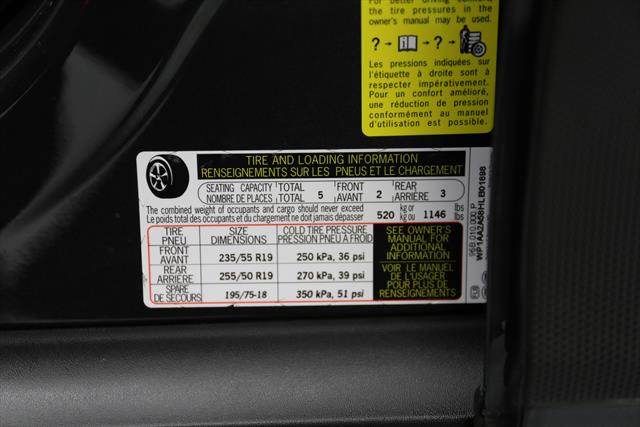 For better driving comfort,
the tire pressures in the
owner's manual may be used.
? → i → ? →
Les pressions indiquées sur
l'étiquette à droite sont à
respecter impérativement.
Pour un confort amélioré,
une réduction de pression
conformément au manuel
d'utilisation est possible.
TIRE AND LOADING INFORMATION
RENSEIGNEMENTS SUR LES PNEUS ET LE CHARGEMENT
SEATING CAPACITY TOTAL 5 FRONT 2 REAR 3
NOMBRE DE PLACES TOTAL AVANT ARRIÈRE
The combined weight of occupants and cargo should never exceed 520 kg or 1146 lbs
Le poids total des occupants et du chargement ne doit jamais dépasser kg ou lbs
TIRE SIZE COLD TIRE PRESSURE
PNEU DIMENSIONS PRESSION PNEU À FROID
FRONT
AVANT 235/55 R19 250 kPa, 36 psi
REAR
ARRIERE 255/50 R19 270 kPa, 39 psi
SPARE
DE SECOURS 195/75-18 350 kPa, 51 psi
SEE OWNER'S
MANUAL FOR
ADDITIONAL
INFORMATION
VOIR LE MANUEL
DE L'USAGER
POUR PLUS DE
RENSEIGNEMENTS
95B 010 000 P
WP1AA2A58HLB01898